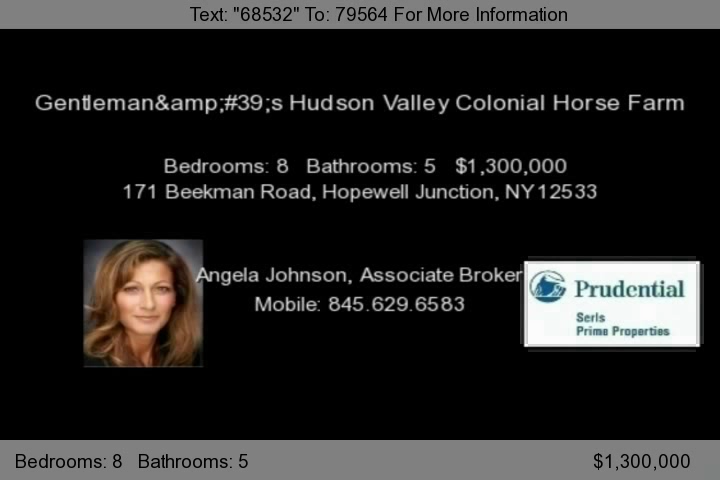 Text: "68532" To: 79564 For More Information
Gentleman&amp;#39;s Hudson Valley Colonial Horse Farm
Bedrooms: 8 Bathrooms: 5 $1,300,000
171 Beekman Road, Hopewell Junction, NY12533
Angela Johnson, Associate Broker
Mobile: 845.629.6583
Prudential
Serls
Prime Properties
Bedrooms: 8 Bathrooms: 5 $1,300,000